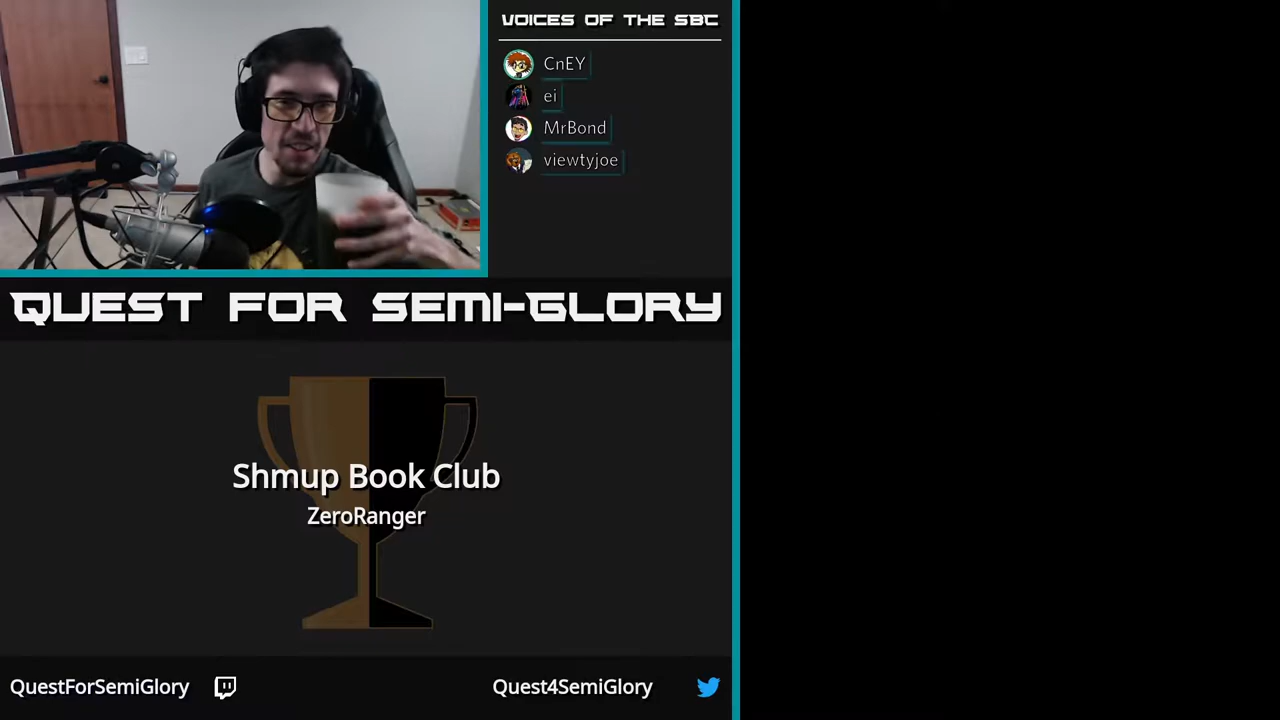 VOICES OF THE SBC
CnEY
ei
MrBond
viewtyjoe
QUEST FOR SEMI-GLORY
Shmup Book Club
ZeroRanger
QuestForSemiGlory
Quest4SemiGlory